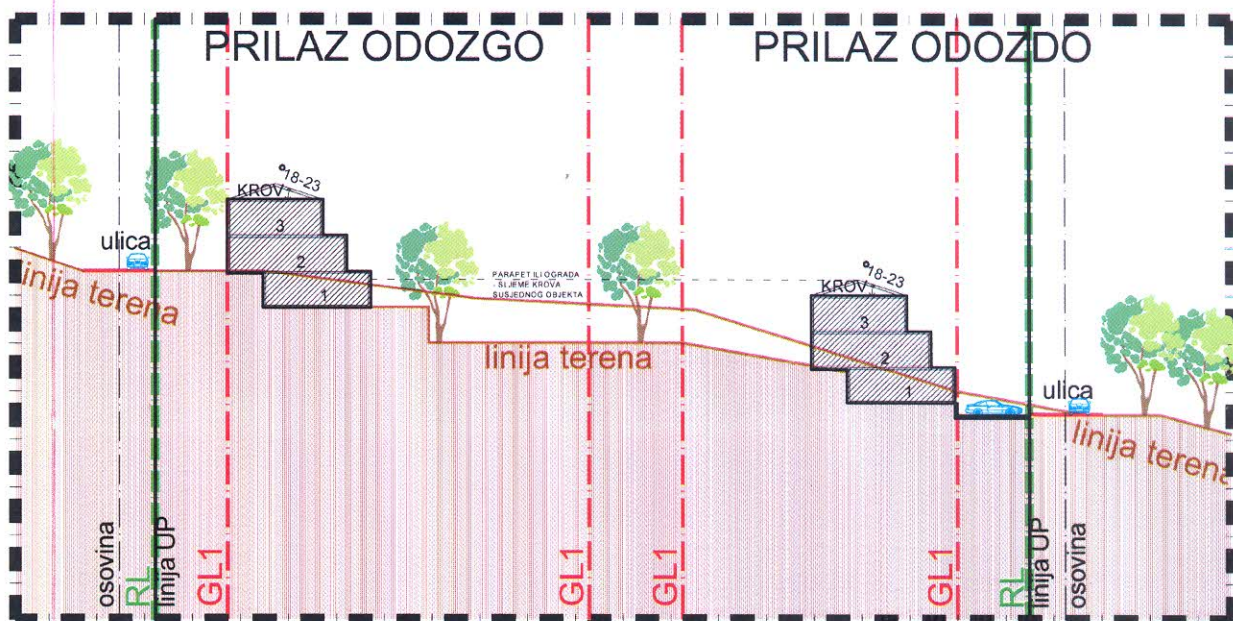 PRILAZ ODOZGO
PRILAZ ODOZDO
°18-23
KROV
3
2
1
ulica
linija terena
PARAPET ILI OGRADA
- SLJEME KROVA
SUSJEDNOG OBJEKTA
linija terena
°18-23
KROV
3
2
1
ulica
linija terena
osovina
RL
linija UP
GL1
GL1
GL1
GL1
RL
linija UP
osovina